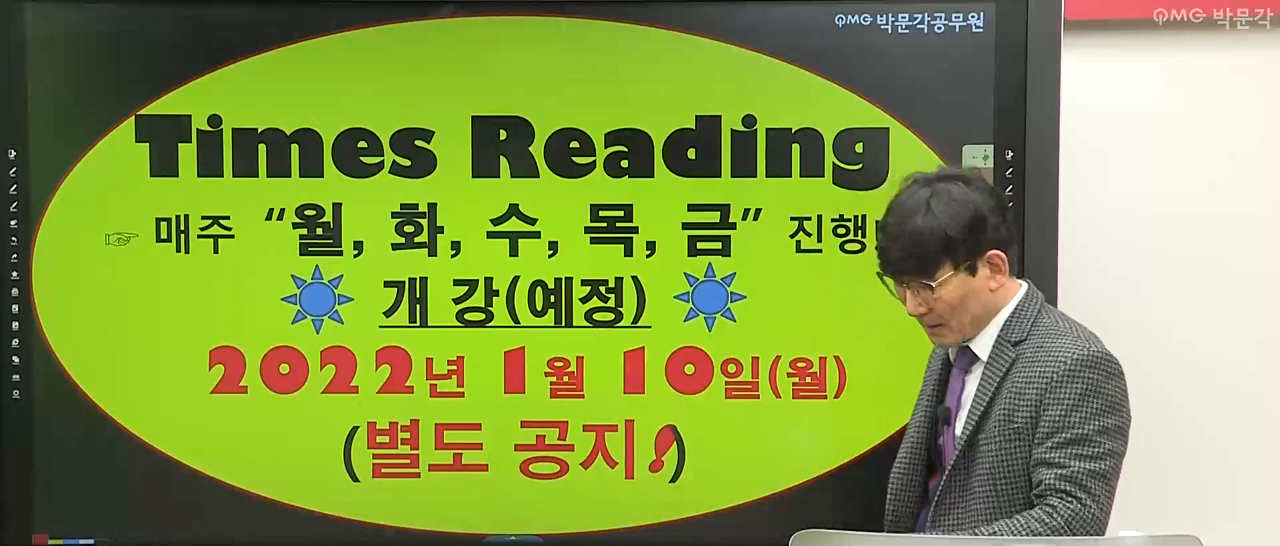 PMG 박문각공무원
PMG 박문각
Times Reading
☞ 매주 “월, 화, 수, 목, 금” 진행!
개 강(예정)
2022년 1월 10일(월)
(별도 공지!)